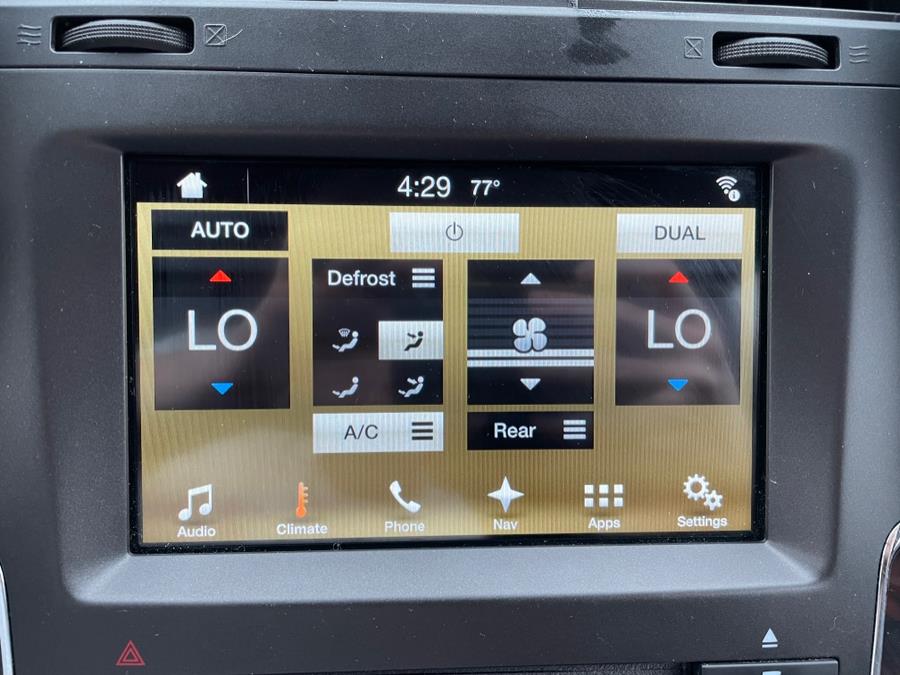 4:29 77°
AUTO
DUAL
LO
Defrost
LO
A/C
Rear
Audio
Climate
Phone
Nav
Apps
Settings